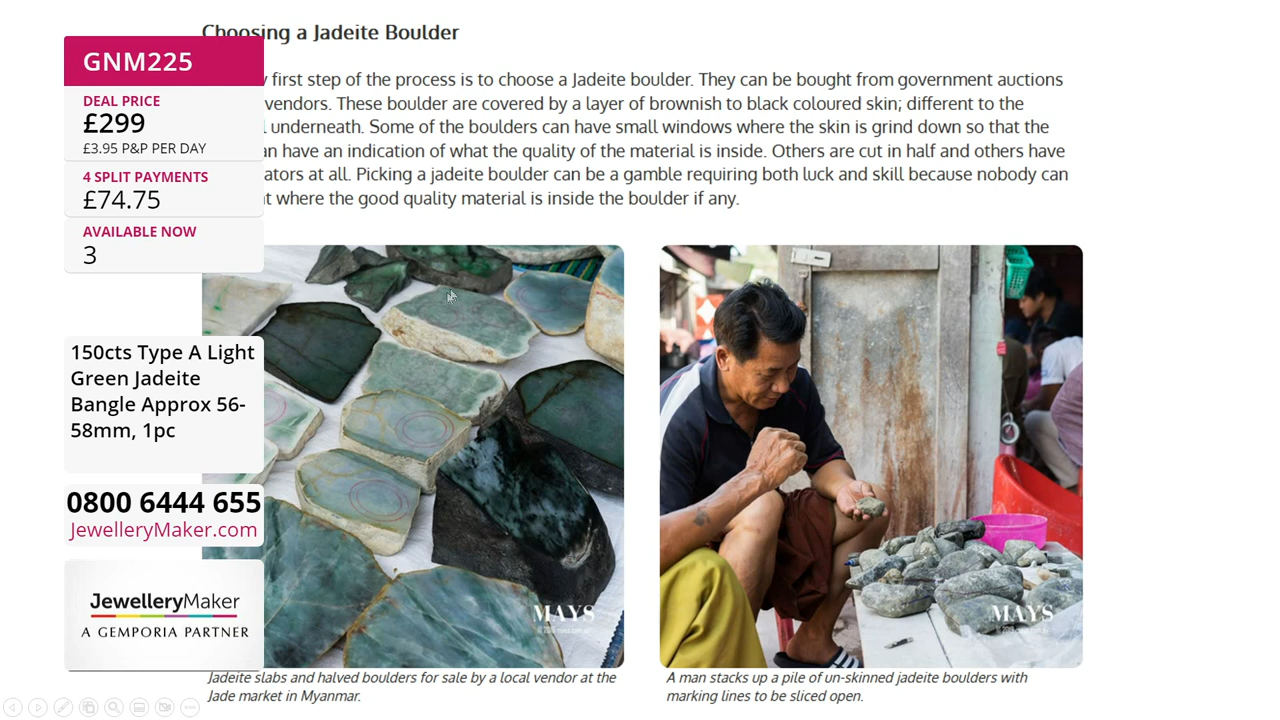 Choosing a Jadeite Boulder
GNM225
DEAL PRICE
£299
£3.95 P&P PER DAY
4 SPLIT PAYMENTS
£74.75
AVAILABLE NOW
3
first step of the process is to choose a Jadeite boulder. They can be bought from government auctions
vendors. These boulder are covered by a layer of brownish to black coloured skin; different to the
underneath. Some of the boulders can have small windows where the skin is grind down so that the
an have an indication of what the quality of the material is inside. Others are cut in half and others have
ators at all. Picking a jadeite boulder can be a gamble requiring both luck and skill because nobody can
t where the good quality material is inside the boulder if any.
150cts Type A Light
Green Jadeite
Bangle Approx 56-
58mm, 1pc
0800 6444 655
JewelleryMaker.com
JewelleryMaker
A GEMPORIA PARTNER
MAYS
MAYS
Jadeite slabs and halved boulders for sale by a local vendor at the
Jade market in Myanmar.
A man stacks up a pile of un-skinned jadeite boulders with
marking lines to be sliced open.